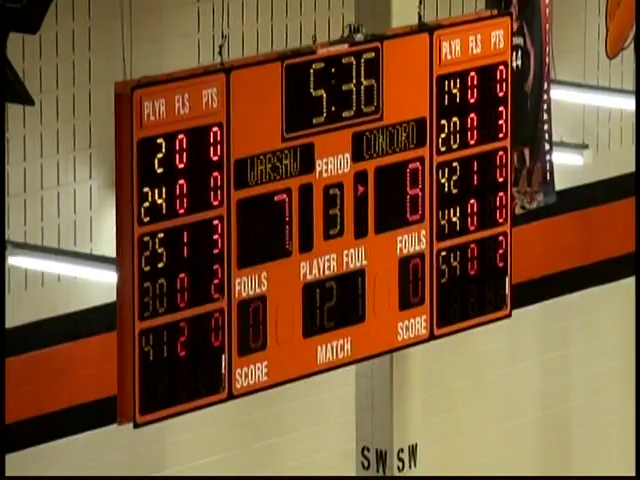 5:36
PLYR FLS PTS
2 0 0
24 0 0
25 1 3
30 0 2
41 2 0
WARSAW
PERIOD
CONCORD
7
3
8
FOULS
PLAYER FOUL
FOULS
0
12 1
0
SCORE
MATCH
SCORE
PLYR FLS PTS
14 0 0
20 0 3
42 1 0
44 0 0
54 0 2
44
SW SW